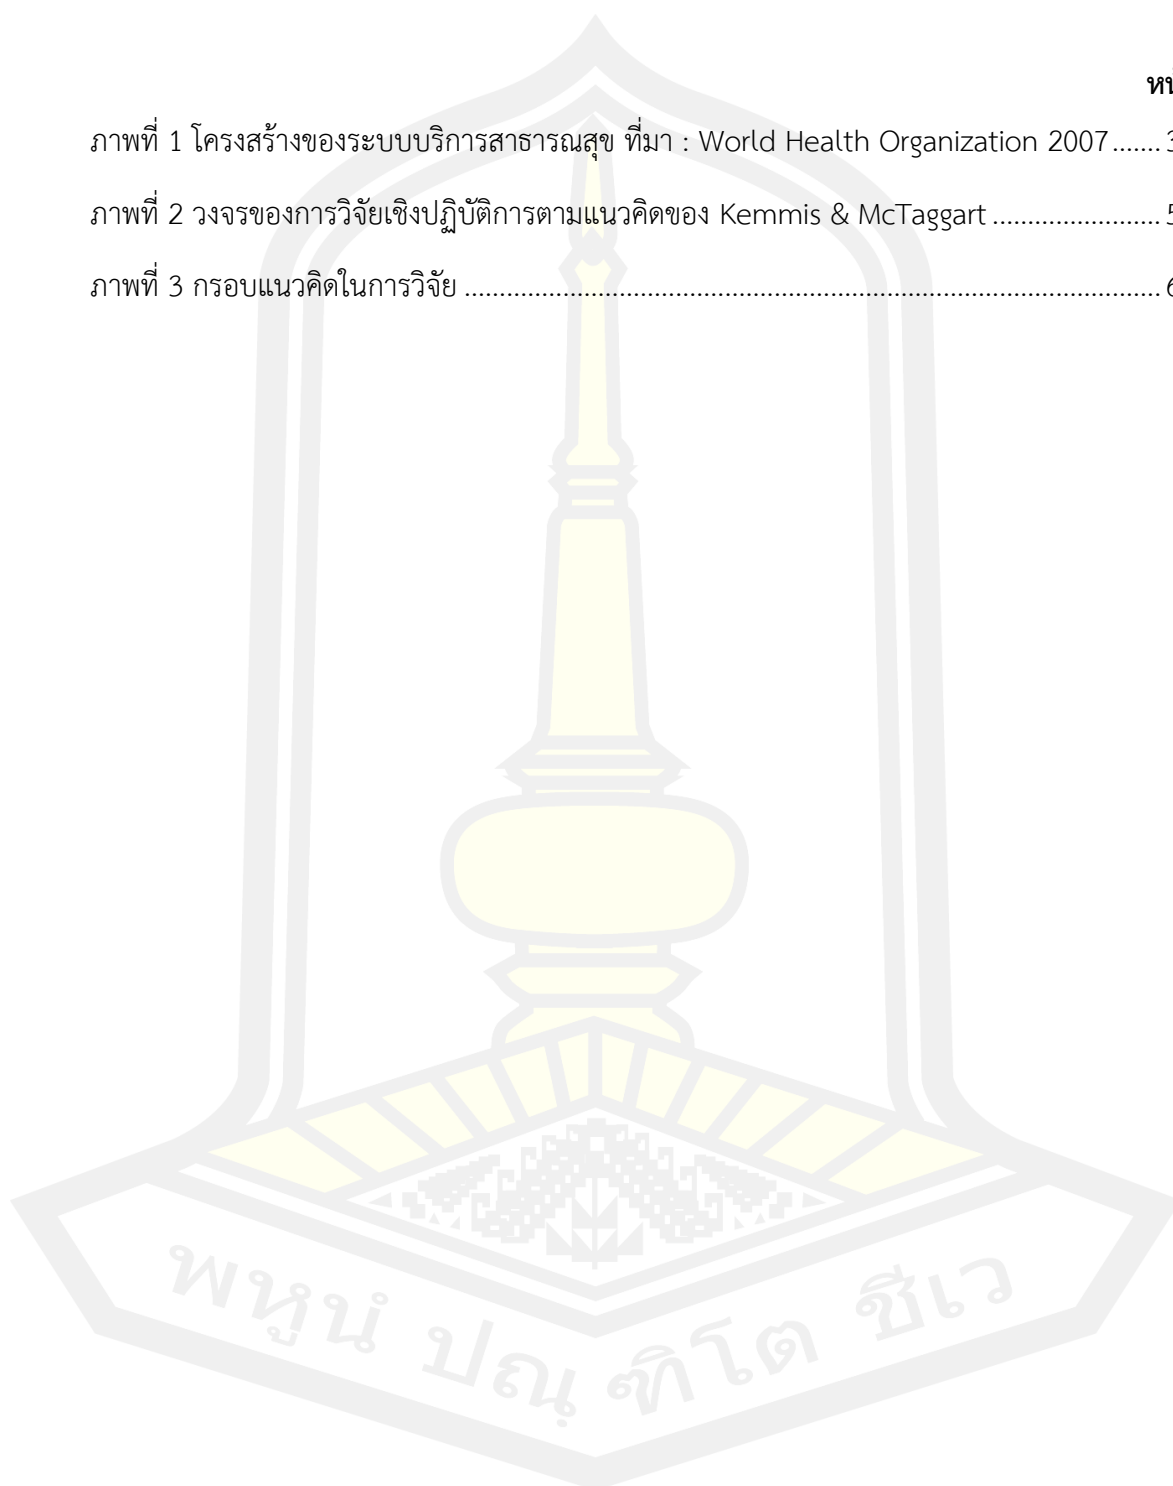 ภาพที่ 1 โครงสร้างของระบบบริการสาธารณสุข ที่มา : World Health Organization 2007.......
ภาพที่ 2 วงจรของการวิจัยเชิงปฏิบัติการตามแนวคิดของ Kemmis & McTaggart ........................
ภาพที่ 3 กรอบแนวคิดในการวิจัย ....................................................................................................
พหูนํ ปณฺฑิโต ชีเว